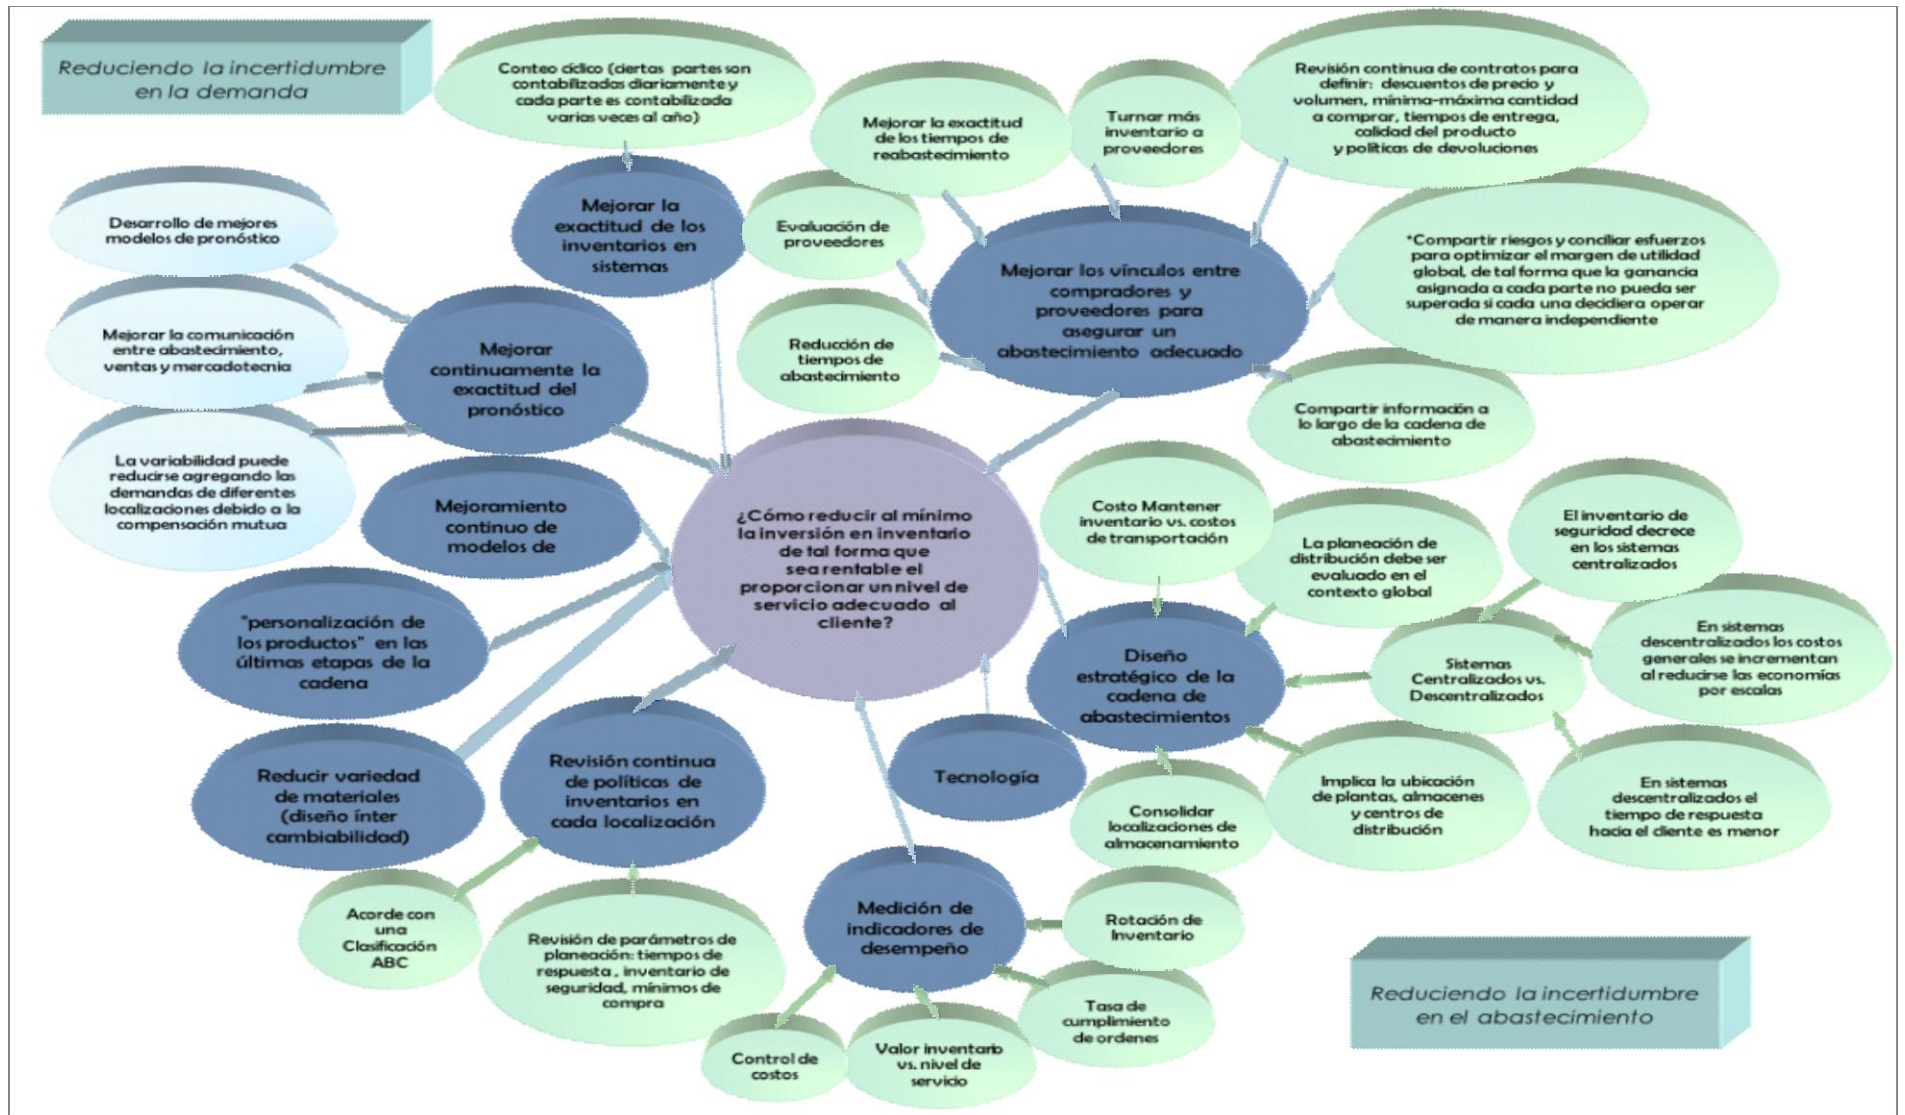 Reduciendo la incertidumbre
en la demanda
Conteo cíclico (ciertas partes son
contabilizadas diariamente y
cada parte es contabilizada
varias veces al año)
Mejorar la exactitud
de los tiempos de
reabastecimiento
Turnar más
inventario a
proveedores
Revisión continua de contratos para
definir: descuentos de precio y
volumen, mínima-máxima cantidad
a comprar, tiempos de entrega,
calidad del producto
y políticas de devoluciones
Desarrollo de mejores
modelos de pronóstico
Mejorar la
exactitud de los
inventarios en
sistemas
Evaluación de
proveedores
Mejorar los vínculos entre
compradores y
proveedores para
asegurar un
abastecimiento adecuado
*Compartir riesgos y conciliar esfuerzos
para optimizar el margen de utilidad
global, de tal forma que la ganancia
asignada a cada parte no pueda ser
superada si cada una decidiera operar
de manera independiente
Mejorar la comunicación
entre abastecimiento,
ventas y mercadotecnia
Mejorar
continuamente la
exactitud del
pronóstico
Reducción de
tiempos de
abastecimiento
Compartir información a
lo largo de la cadena de
abastecimiento
La variabilidad puede
reducirse agregando las
demandas de diferentes
localizaciones debido a la
compensación mutua
Mejoramiento
continuo de
modelos de
¿Cómo reducir al mínimo
la inversión en inventario
de tal forma que
sea rentable el
proporcionar un nivel de
servicio adecuado al
cliente?
Costo Mantener
inventario vs. costos
de transportación
La planeación de
distribución debe ser
evaluado en el
contexto global
El inventario de
seguridad decrece
en los sistemas
centralizados
"personalización de
los productos" en las
últimas etapas de la
cadena
Diseño
estratégico de la
cadena de
abastecimientos
Sistemas
Centralizados vs.
Descentralizados
En sistemas
descentralizados los costos
generales se incrementan
al reducirse las economías
por escalas
Reducir variedad
de materiales
(diseño ínter
cambiabilidad)
Revisión continua
de políticas de
inventarios en
cada localización
Tecnología
Consolidar
localizaciones de
almacenamiento
Implica la ubicación
de plantas, almacenes
y centros de
distribución
En sistemas
descentralizados el
tiempo de respuesta
hacia el cliente es menor
Acorde con
una
Clasificación
ABC
Revisión de parámetros de
planeación: tiempos de
respuesta , inventario de
seguridad, mínimos de
compra
Medición de
indicadores de
desempeño
Rotación de
Inventario
Tasa de
cumplimiento
de ordenes
Control de
costos
Valor inventario
vs. nivel de
servicio
Reduciendo la incertidumbre
en el abastecimiento